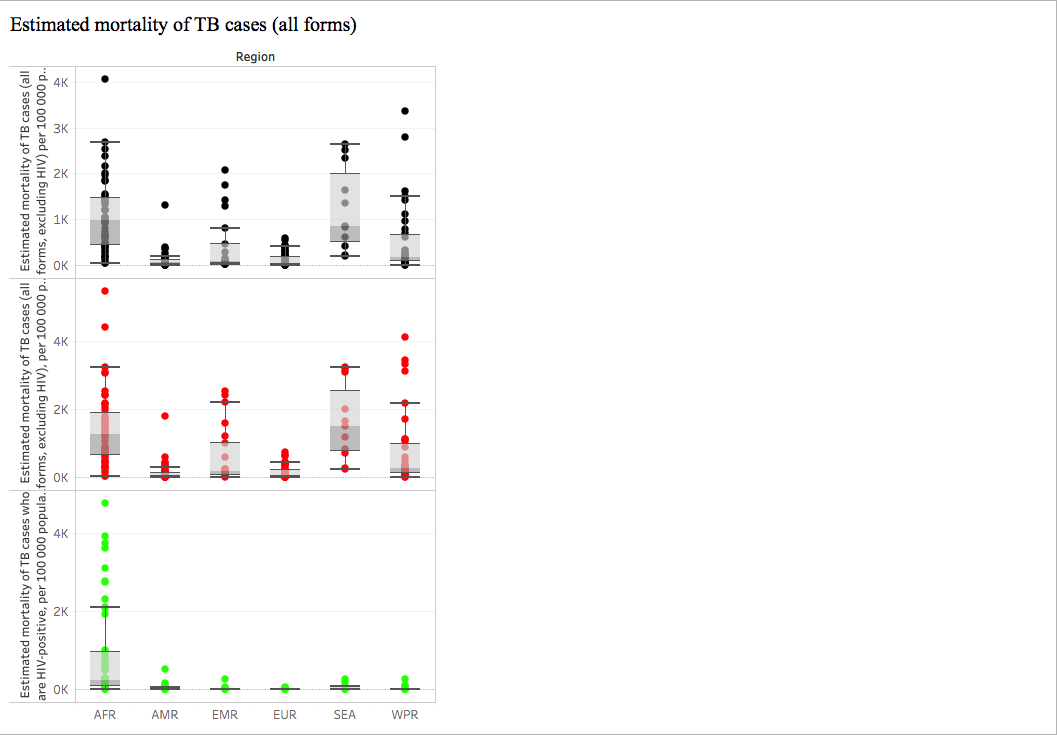 Estimated mortality of TB cases (all forms)
Region
Estimated mortality of TB cases (all
forms, excluding HIV) per 100 000 p..
4K
3K
2K
1K
0K
Estimated mortality of TB cases (all
forms, excluding HIV), per 100 000 p..
4K
2K
0K
Estimated mortality of TB cases who
are HIV-positive, per 100 000 popula..
4K
2K
0K
AFR AMR EMR EUR SEA WPR